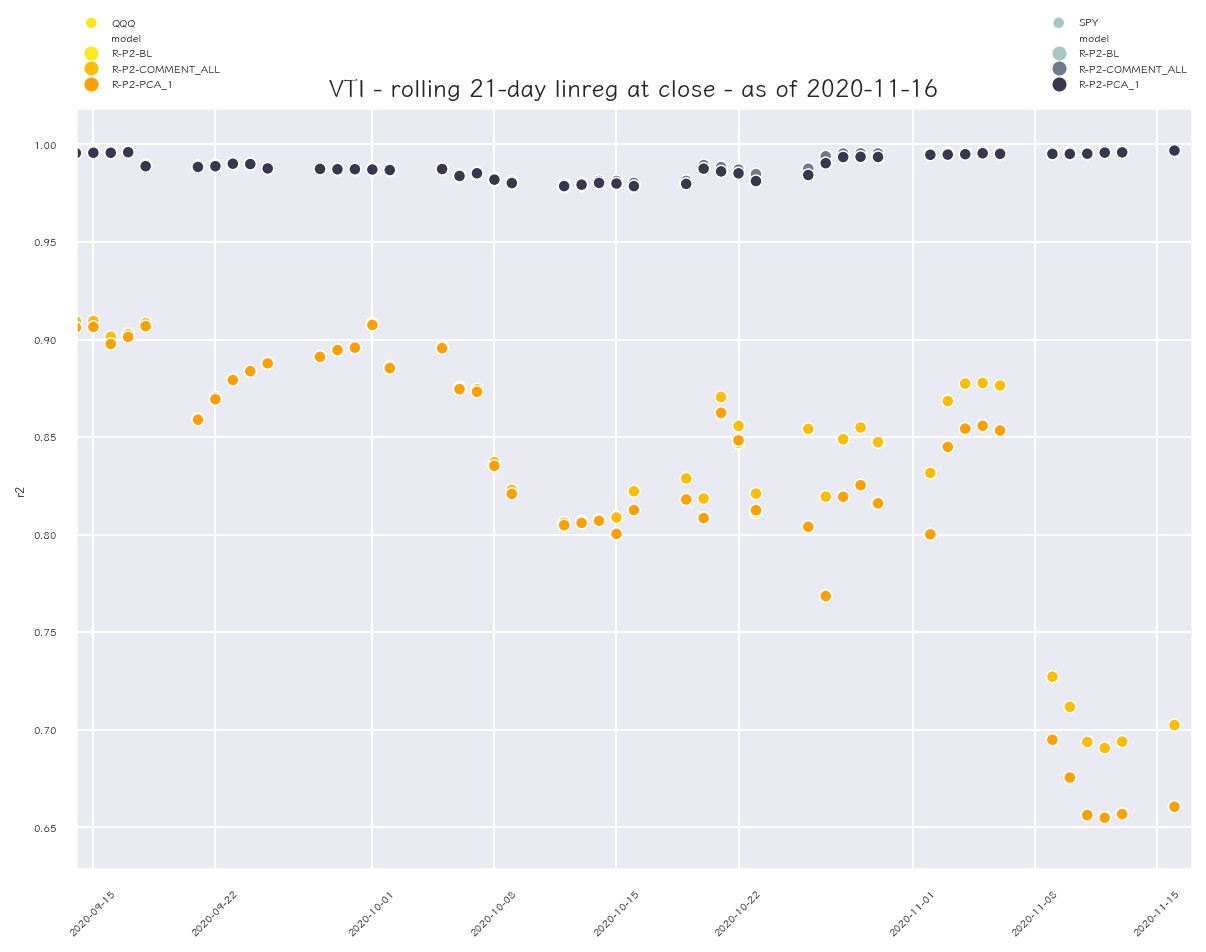 QQQ
model
R-P2-BL
R-P2-COMMENT_ALL
R-P2-PCA_1
SPY
model
R-P2-BL
R-P2-COMMENT_ALL
R-P2-PCA_1
VTI - rolling 21-day linreg at close - as of 2020-11-16
1.00
0.95
0.90
0.85
0.80
0.75
0.70
0.65
r2
2020-09-15
2020-09-22
2020-10-01
2020-10-08
2020-10-15
2020-10-22
2020-11-01
2020-11-08
2020-11-15